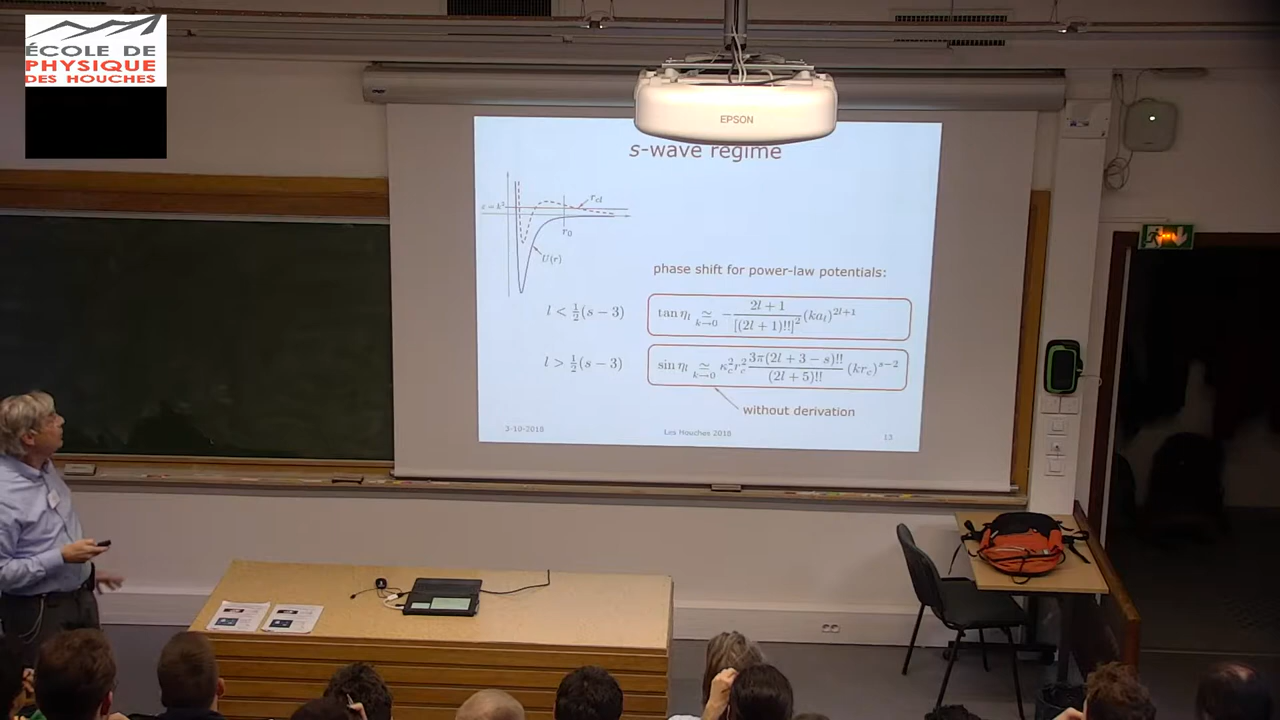 ÉCOLE DE
PHYSIQUE
DES HOUCHES
EPSON
s-wave regime
ε = k²
r_cl
r₀
U(r)
phase shift for power-law potentials:
l < ½(s − 3)
tan η_l ≃_{k→0} − (2l + 1)/[(2l + 1)!!]² (ka_l)^{2l+1}
l > ½(s − 3)
sin η_l ≃_{k→0} κ_c² r_c² 3π(2l + 3 − s)!!/(2l + 5)!! (kr_c)^{s−2}
without derivation
3-10-2018
Les Houches 2018
13